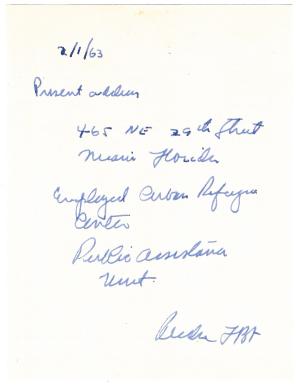 2/1/63
Present address
465 NE 29th Street
Miami Florida
Employed Cuban Refugee
Center
Public Assistance
Unit.
FBI